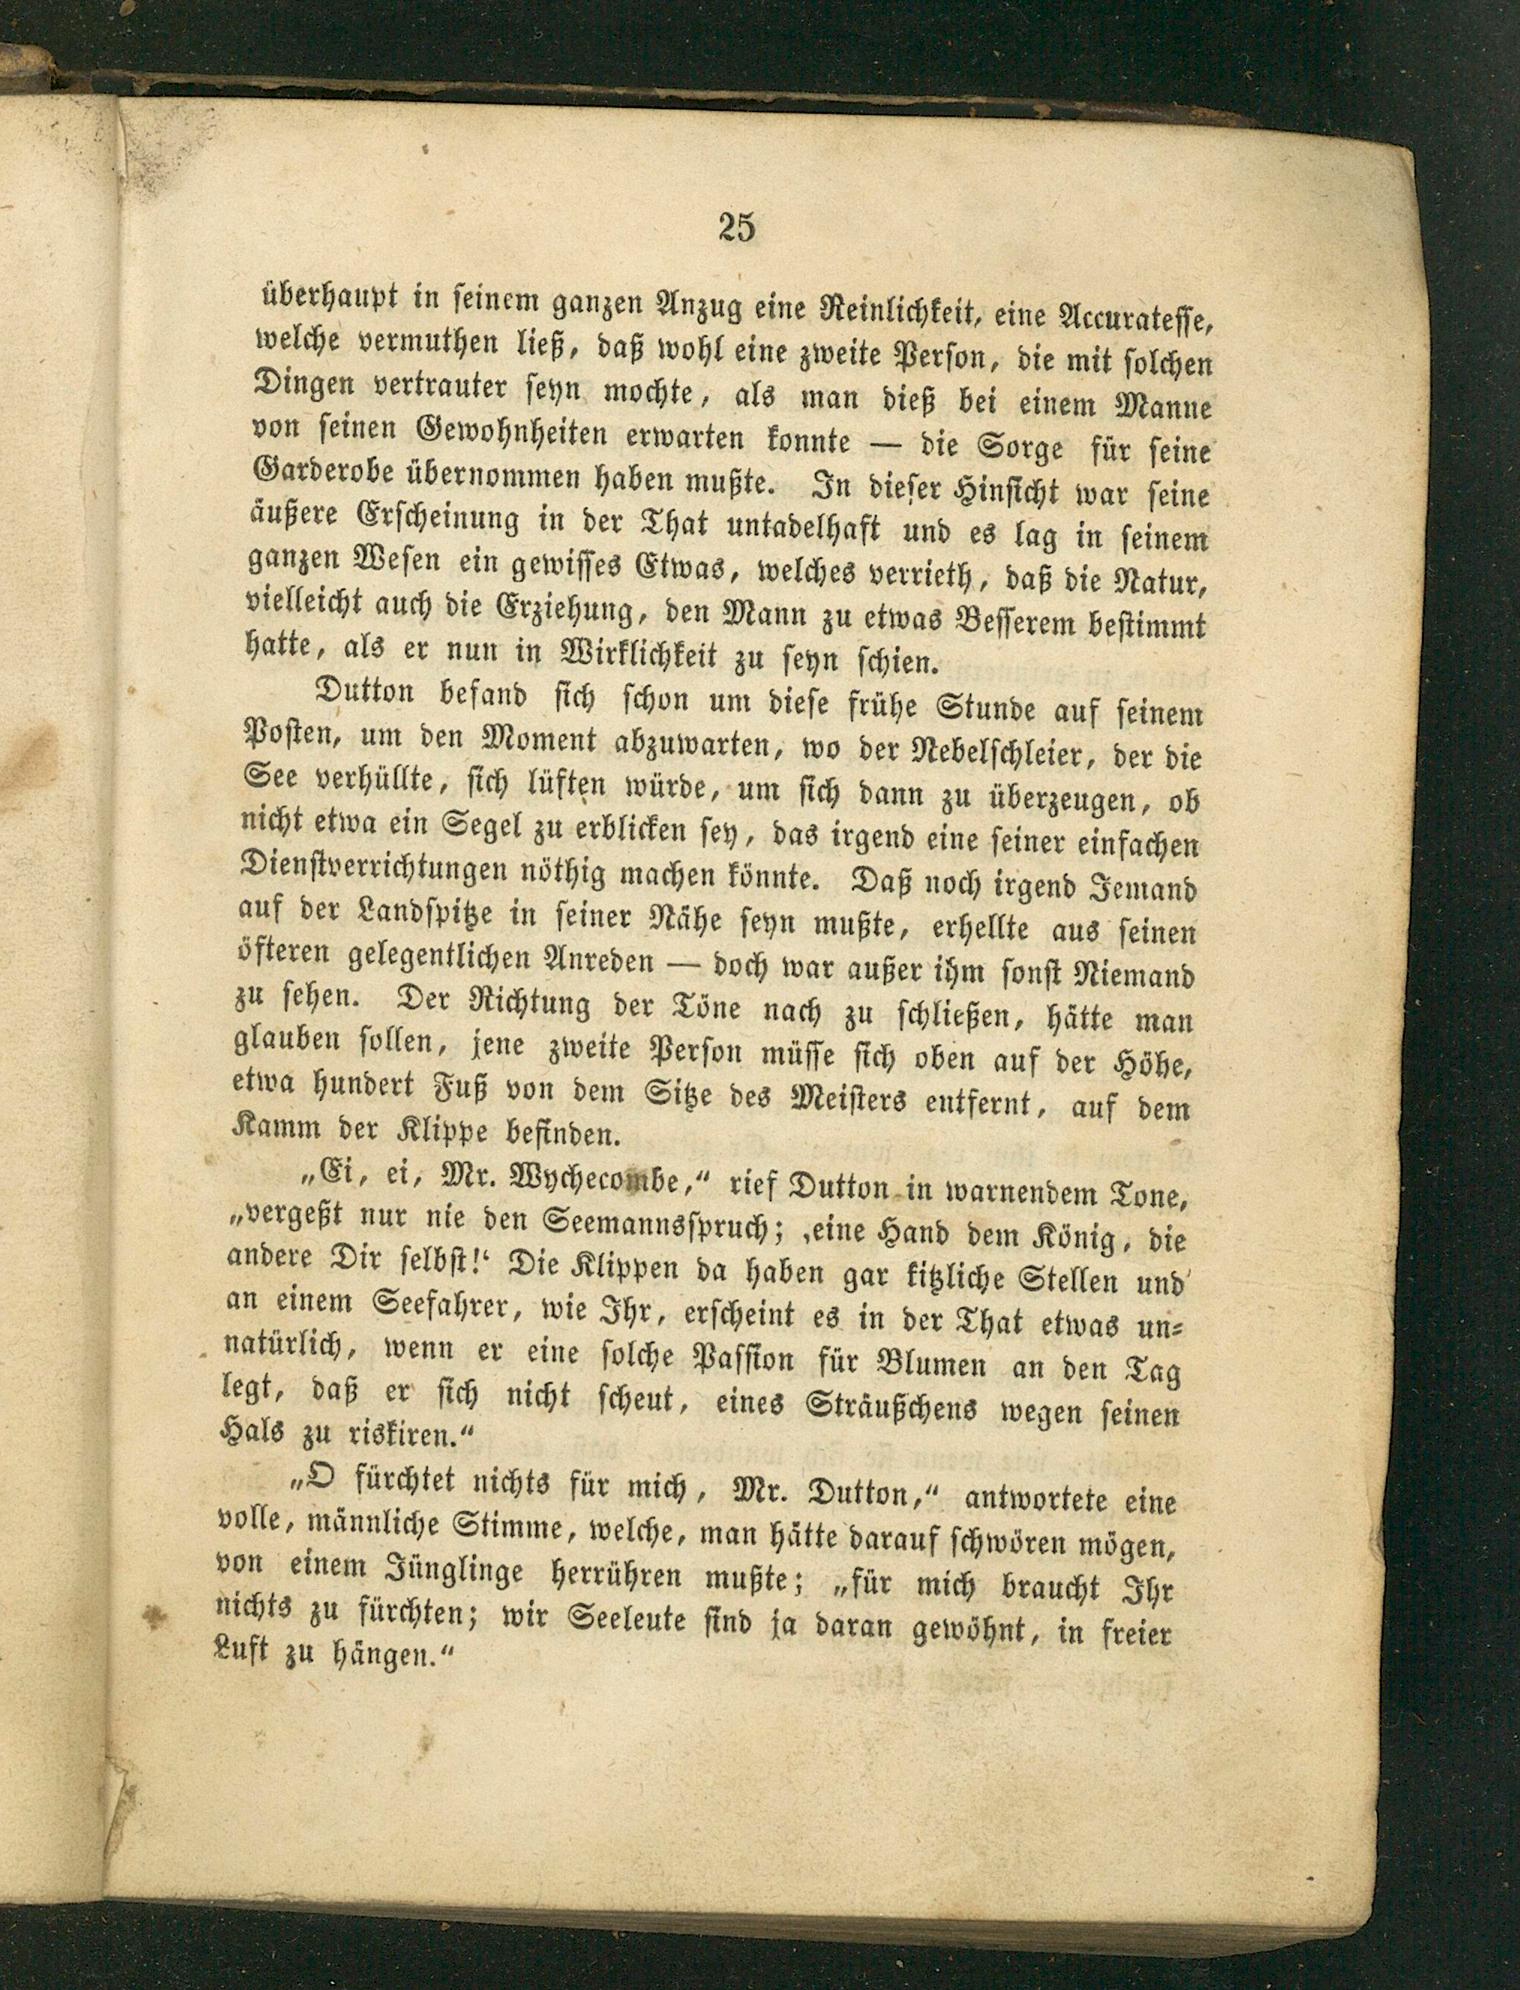 25
überhaupt in seinem ganzen Anzug eine Reinlichkeit, eine Accuratesse,
welche vermuthen ließ, daß wohl eine zweite Person, die mit solchen
Dingen vertrauter seyn mochte, als man dieß bei einem Manne
von seinen Gewohnheiten erwarten konnte — die Sorge für seine
Garderobe übernommen haben mußte. In dieser Hinsicht war seine
äußere Erscheinung in der That untadelhaft und es lag in seinem
ganzen Wesen ein gewisses Etwas, welches verrieth, daß die Natur,
vielleicht auch die Erziehung, den Mann zu etwas Besserem bestimmt
hatte, als er nun in Wirklichkeit zu seyn schien.
Dutton befand sich schon um diese frühe Stunde auf seinem
Posten, um den Moment abzuwarten, wo der Nebelschleier, der die
See verhüllte, sich lüften würde, um sich dann zu überzeugen, ob
nicht etwa ein Segel zu erblicken sey, das irgend eine seiner einfachen
Dienstverrichtungen nöthig machen könnte. Daß noch irgend Jemand
auf der Landspitze in seiner Nähe seyn mußte, erhellte aus seinen
öfteren gelegentlichen Anreden — doch war außer ihm sonst Niemand
zu sehen. Der Richtung der Töne nach zu schließen, hätte man
glauben sollen, jene zweite Person müsse sich oben auf der Höhe,
etwa hundert Fuß von dem Sitze des Meisters entfernt, auf dem
Kamm der Klippe befinden.
„Ei, ei, Mr. Wychecombe,“ rief Dutton in warnendem Tone,
„vergeßt nur nie den Seemannsspruch; ‚eine Hand dem König, die
andere Dir selbst!‘ Die Klippen da haben gar kitzliche Stellen und
an einem Seefahrer, wie Ihr, erscheint es in der That etwas un-
natürlich, wenn er eine solche Passion für Blumen an den Tag
legt, daß er sich nicht scheut, eines Sträußchens wegen seinen
Hals zu riskiren.“
„O fürchtet nichts für mich, Mr. Dutton,“ antwortete eine
volle, männliche Stimme, welche, man hätte darauf schwören mögen,
von einem Jünglinge herrühren mußte; „für mich braucht Ihr
nichts zu fürchten; wir Seeleute sind ja daran gewöhnt, in freier
Luft zu hängen.“